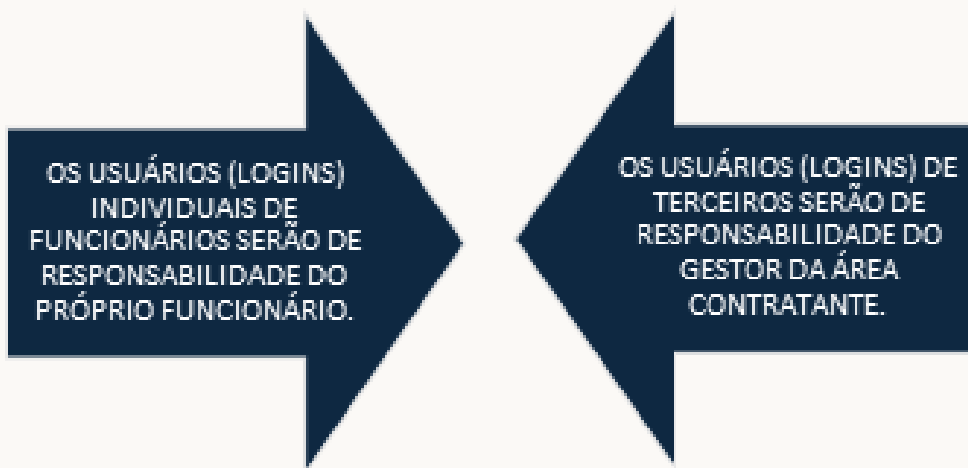 OS USUÁRIOS (LOGINS)
INDIVIDUAIS DE
FUNCIONÁRIOS SERÃO DE
RESPONSABILIDADE DO
PRÓPRIO FUNCIONÁRIO.
OS USUÁRIOS (LOGINS) DE
TERCEIROS SERÃO DE
RESPONSABILIDADE DO
GESTOR DA ÁREA
CONTRATANTE.